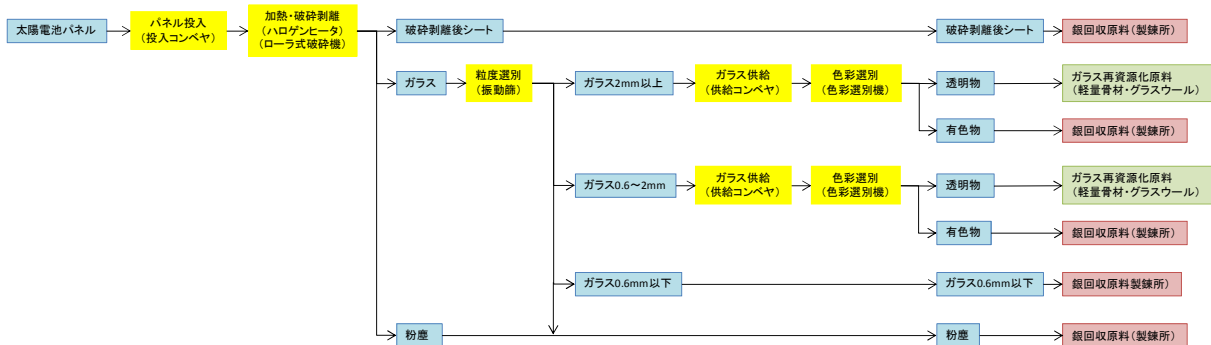 太陽電池パネル
パネル投入
(投入コンベヤ)
加熱・破砕剥離
(ハロゲンヒータ)
(ローラ式破砕機)
破砕剥離後シート
破砕剥離後シート
銀回収原料(製錬所)
ガラス
粒度選別
(振動篩)
ガラス2mm以上
ガラス供給
(供給コンベヤ)
色彩選別
(色彩選別機)
透明物
ガラス再資源化原料
(軽量骨材・グラスウール)
有色物
銀回収原料(製錬所)
ガラス0.6~2mm
ガラス供給
(供給コンベヤ)
色彩選別
(色彩選別機)
透明物
ガラス再資源化原料
(軽量骨材・グラスウール)
有色物
銀回収原料(製錬所)
ガラス0.6mm以下
ガラス0.6mm以下
銀回収原料製錬所)
粉塵
粉塵
銀回収原料(製錬所)